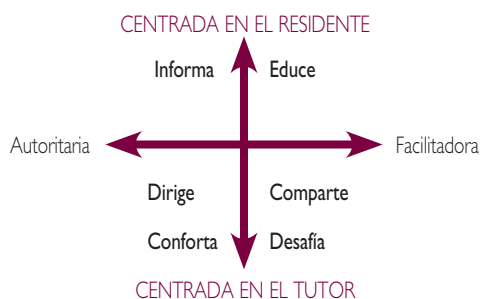 CENTRADA EN EL RESIDENTE
Informa Educe
Autoritaria Facilitadora
Dirige Comparte
Conforta Desafía
CENTRADA EN EL TUTOR